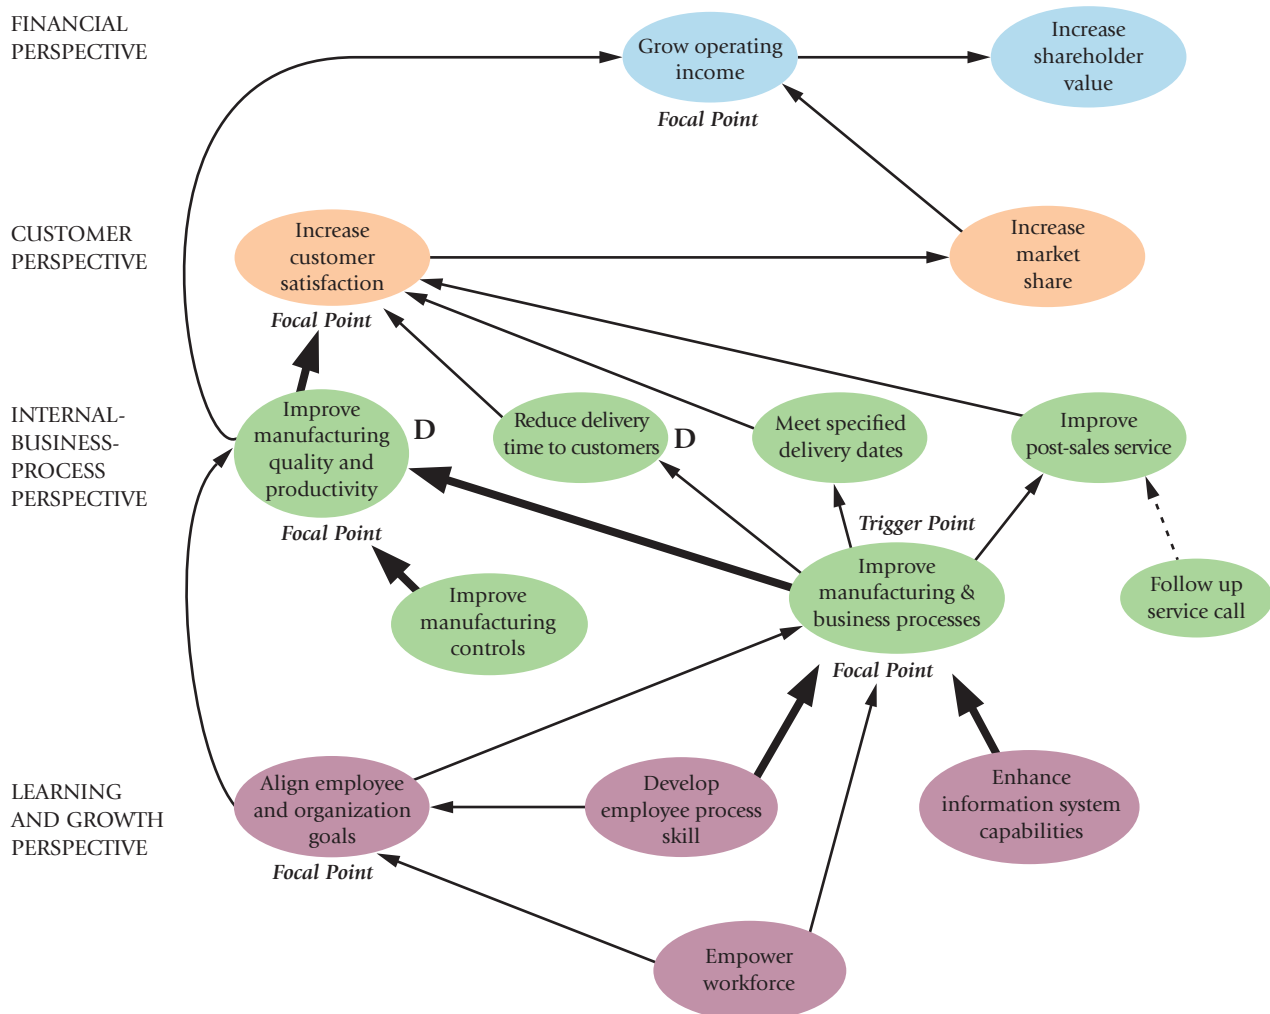 FINANCIAL
PERSPECTIVE
Grow operating
income
Focal Point
Increase
shareholder
value
CUSTOMER
PERSPECTIVE
Increase
customer
satisfaction
Focal Point
Increase
market
share
INTERNAL-
BUSINESS-
PROCESS
PERSPECTIVE
Improve
manufacturing
quality and
productivity
D
Focal Point
Reduce delivery
time to customers
D
Meet specified
delivery dates
Improve
post-sales service
Trigger Point
Improve
manufacturing &
business processes
Focal Point
Improve
manufacturing
controls
Follow up
service call
LEARNING
AND GROWTH
PERSPECTIVE
Align employee
and organization
goals
Focal Point
Develop
employee process
skill
Enhance
information system
capabilities
Empower
workforce